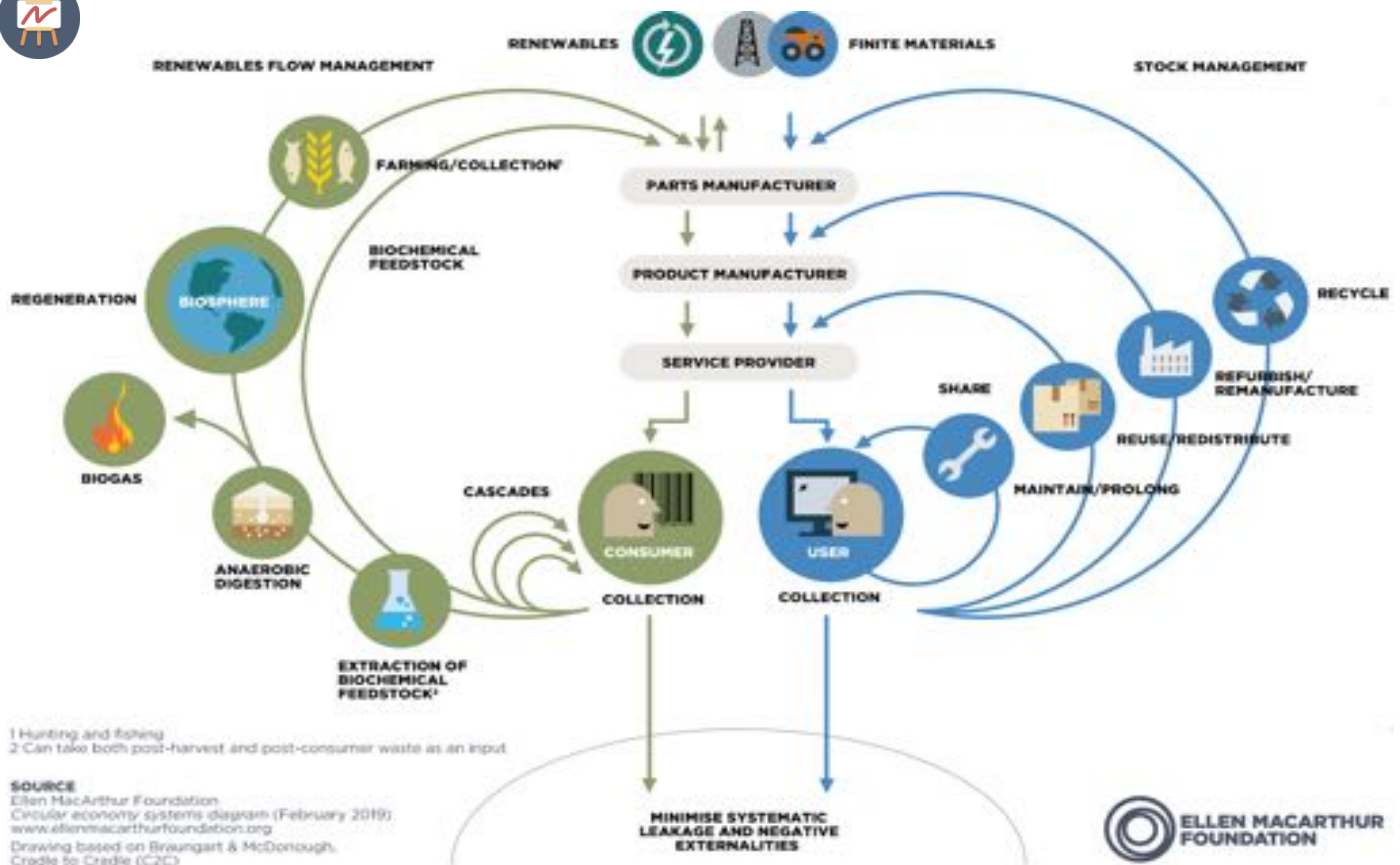 RENEWABLES
FINITE MATERIALS
RENEWABLES FLOW MANAGEMENT
STOCK MANAGEMENT
FARMING/COLLECTION¹
PARTS MANUFACTURER
BIOCHEMICAL
FEEDSTOCK
PRODUCT MANUFACTURER
REGENERATION
BIOSPHERE
RECYCLE
SERVICE PROVIDER
SHARE
REFURBISH/
REMANUFACTURE
REUSE/REDISTRIBUTE
BIOGAS
CASCADES
MAINTAIN/PROLONG
CONSUMER
USER
ANAEROBIC
DIGESTION
COLLECTION
COLLECTION
EXTRACTION OF
BIOCHEMICAL
FEEDSTOCK²
1 Hunting and fishing
2 Can take both post-harvest and post-consumer waste as an input
SOURCE
Ellen MacArthur Foundation
Circular economy systems diagram (February 2019)
www.ellenmacarthurfoundation.org
Drawing based on Braungart & McDonough,
Cradle to Cradle (C2C)
MINIMISE SYSTEMATIC
LEAKAGE AND NEGATIVE
EXTERNALITIES
ELLEN MACARTHUR
FOUNDATION